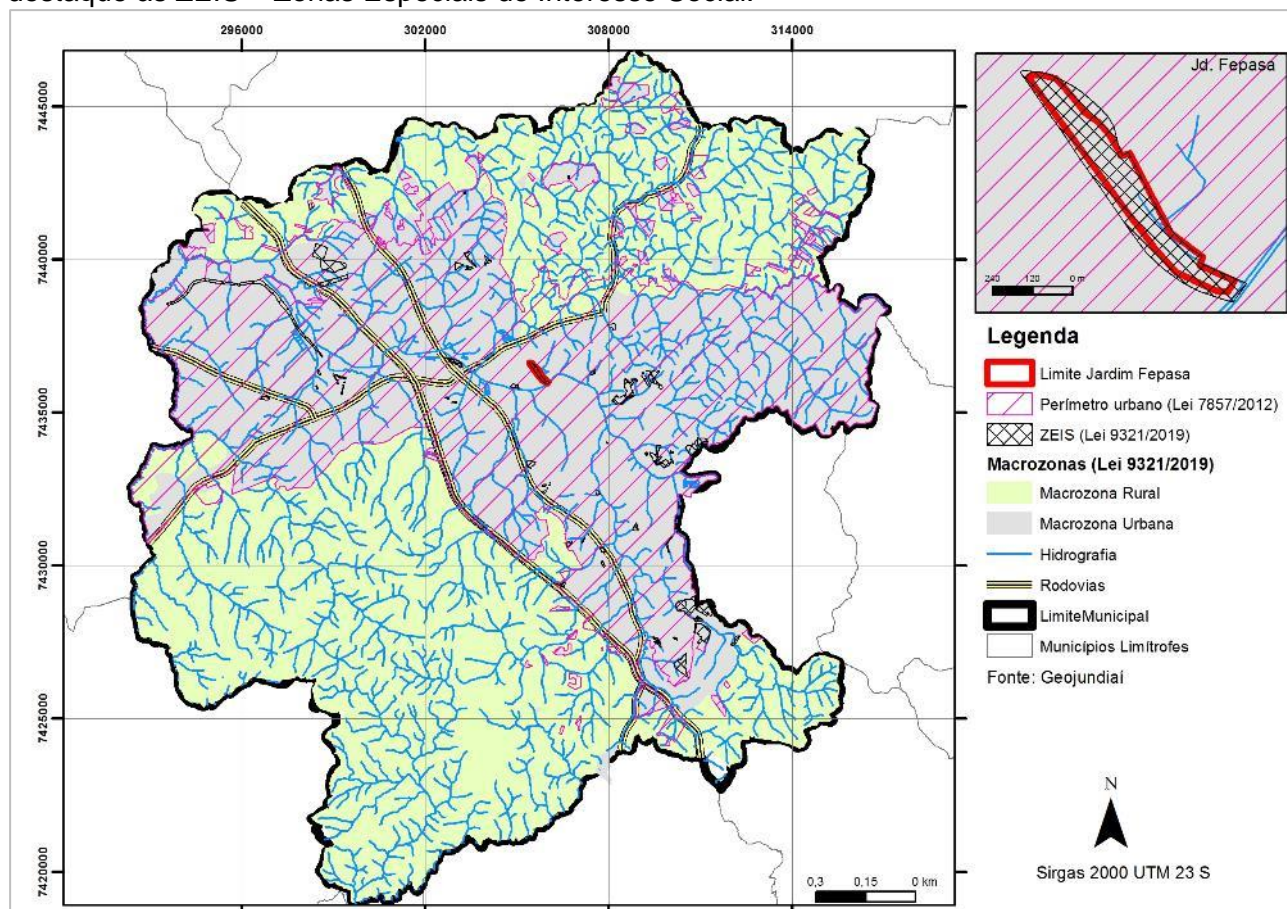 destaque as ZEIS – Zonas Especiais de Interesse Social.
296000 302000 308000 314000
7445000
7440000
7435000
7430000
7425000
7420000
Jd. Fepasa
240 120 0 m
Legenda
Limite Jardim Fepasa
Perímetro urbano (Lei 7857/2012)
ZEIS (Lei 9321/2019)
Macrozonas (Lei 9321/2019)
Macrozona Rural
Macrozona Urbana
Hidrografia
Rodovias
LimiteMunicipal
Municípios Limítrofes
Fonte: Geojundiaí
N
Sirgas 2000 UTM 23 S
0,3 0,15 0 km